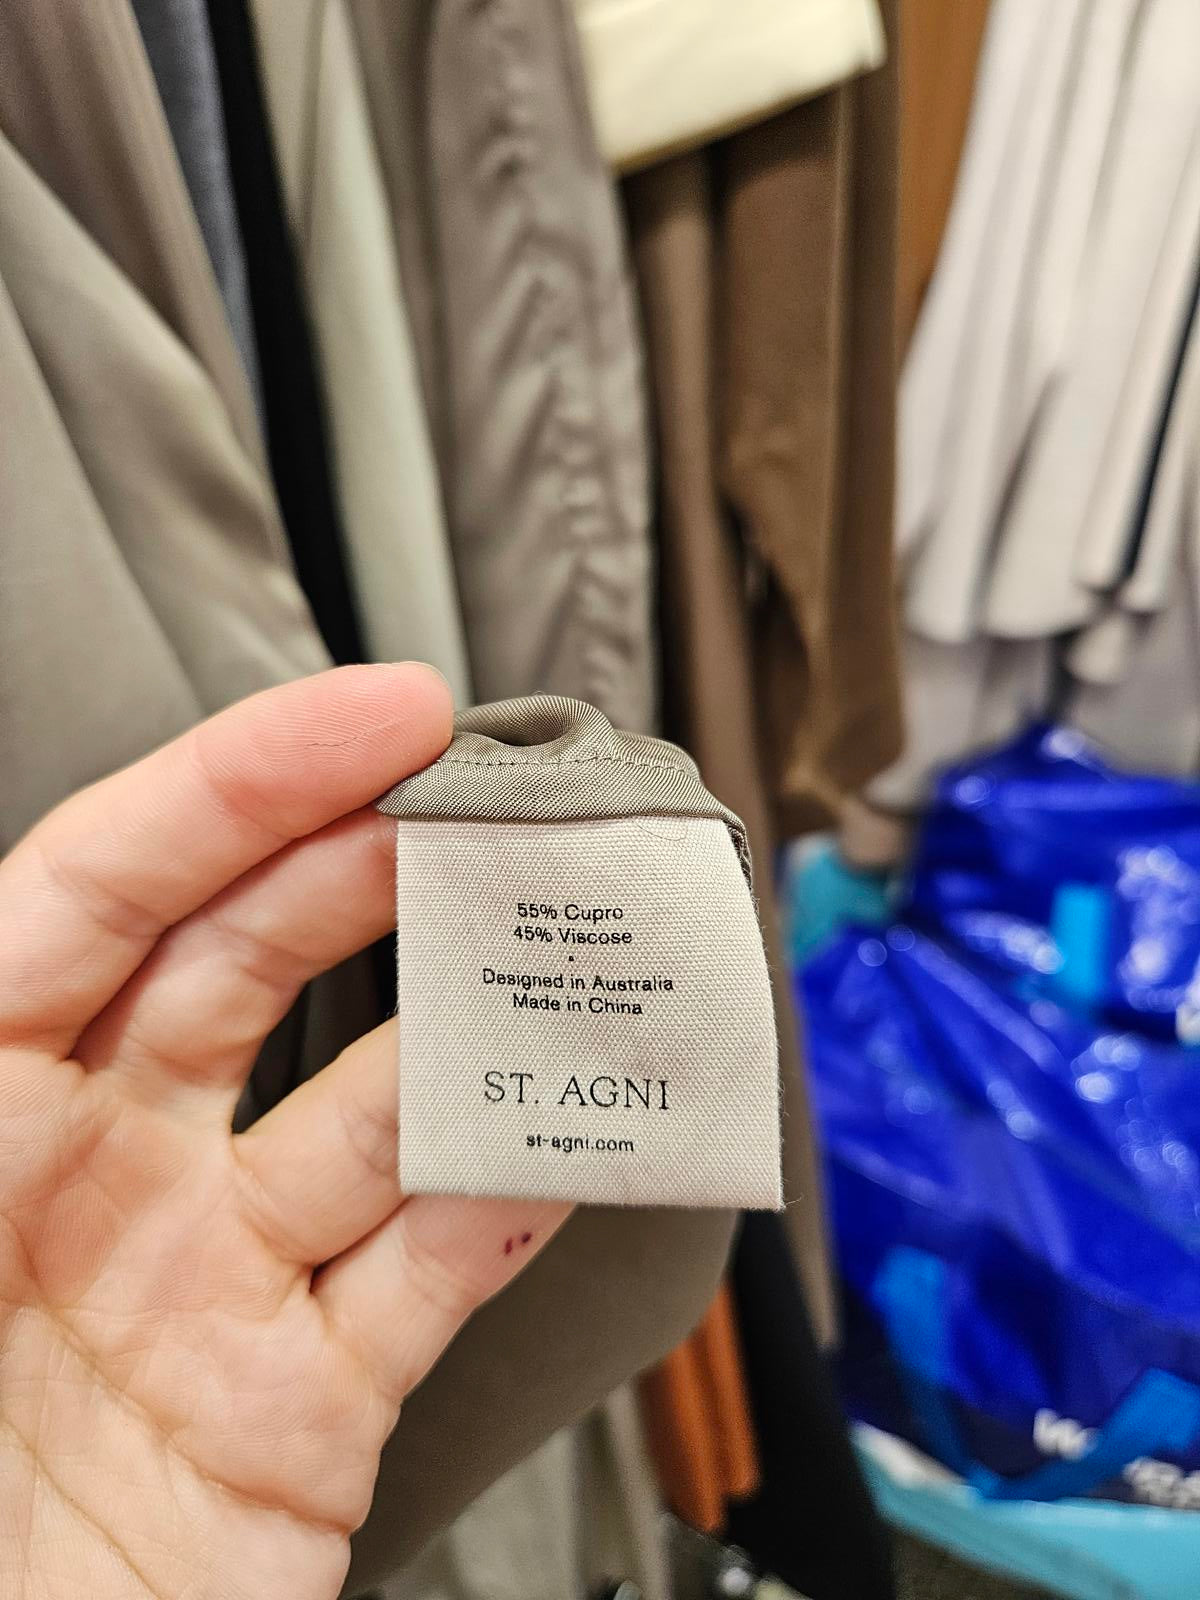 55% Cupro
45% Viscose
Designed in Australia
Made in China
ST. AGNI
st-agni.com